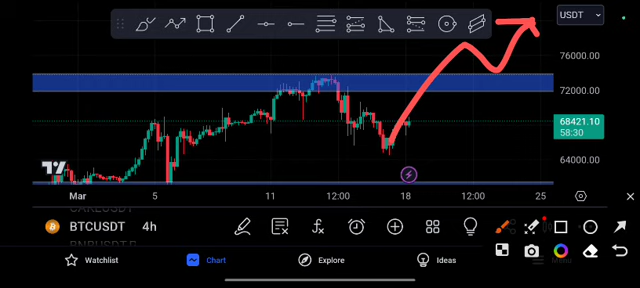 USDT
76000.00
72000.00
68421.10
58:30
64000.00
Mar 5 11 12:00 18 12:00 25
BTCUSDT 4h
Watchlist Chart Explore Ideas